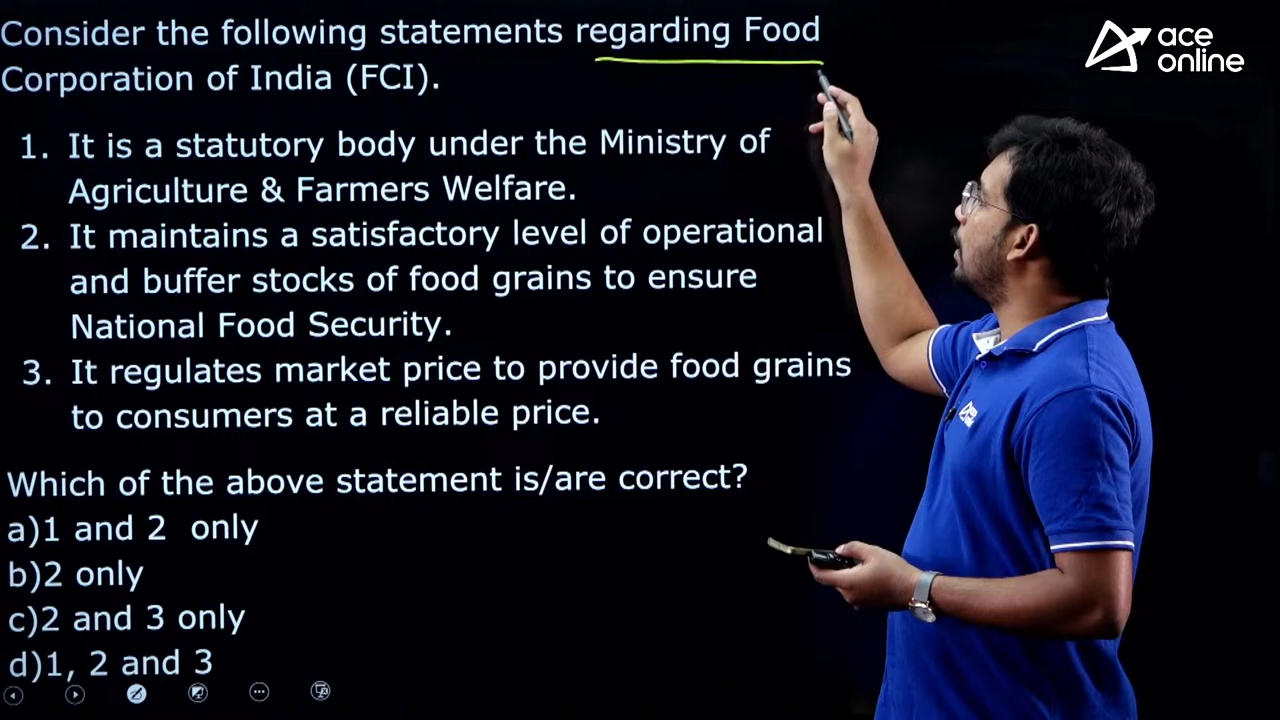 Consider the following statements regarding Food
Corporation of India (FCI).
ace
online
1. It is a statutory body under the Ministry of
Agriculture & Farmers Welfare.
2. It maintains a satisfactory level of operational
and buffer stocks of food grains to ensure
National Food Security.
3. It regulates market price to provide food grains
to consumers at a reliable price.
Which of the above statement is/are correct?
a)1 and 2 only
b)2 only
c)2 and 3 only
d)1, 2 and 3